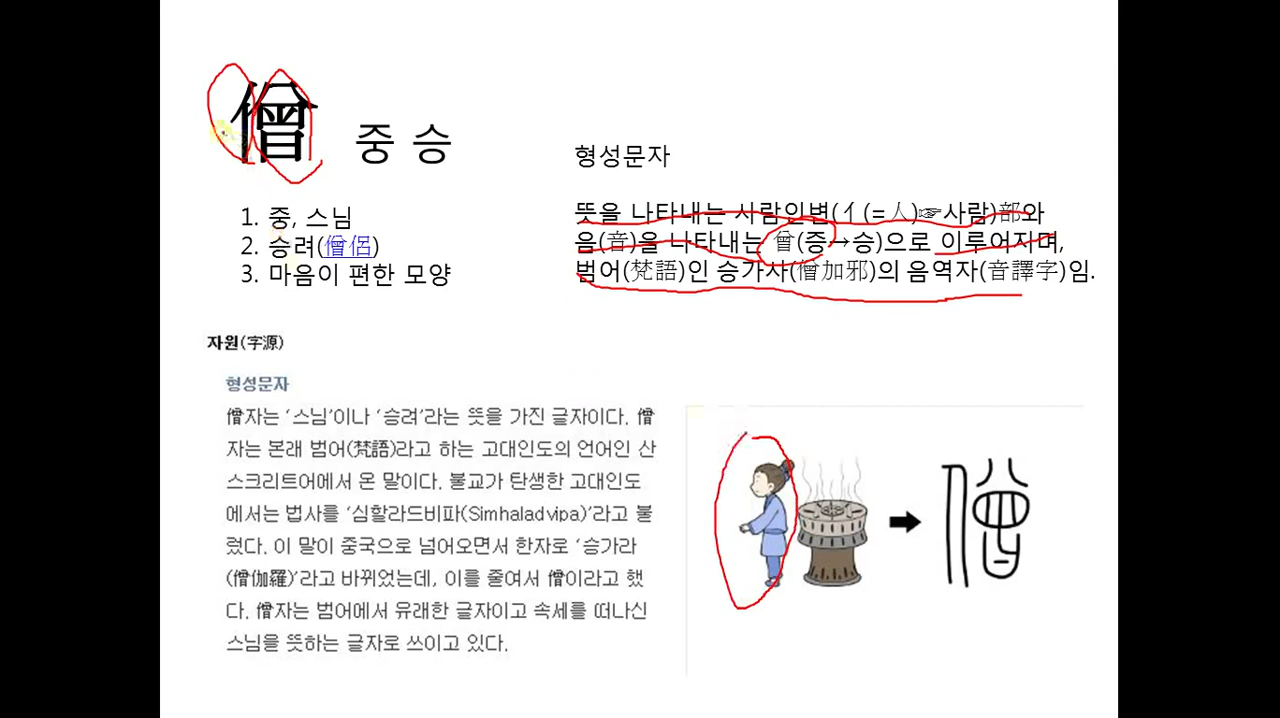 僧 중 승
1. 중, 스님
2. 승려(僧侶)
3. 마음이 편한 모양
형성문자
뜻을 나타내는 사람인변(亻(=人)☞사람)部와
음(音)을 나타내는 曾(증→승)으로 이루어지며,
범어(梵語)인 승가사(僧加邪)의 음역자(音譯字)임.
자원(字源)
형성문자
僧자는 ‘스님’이나 ‘승려’라는 뜻을 가진 글자이다. 僧
자는 본래 범어(梵語)라고 하는 고대인도의 언어인 산
스크리트어에서 온 말이다. 불교가 탄생한 고대인도
에서는 법사를 ‘심할라드비파(Simhaladvipa)’라고 불
렀다. 이 말이 중국으로 넘어오면서 한자로 ‘승가라
(僧伽羅)’라고 바뀌었는데, 이를 줄여서 僧이라고 했
다. 僧자는 범어에서 유래한 글자이고 속세를 떠나신
스님을 뜻하는 글자로 쓰이고 있다.
僧